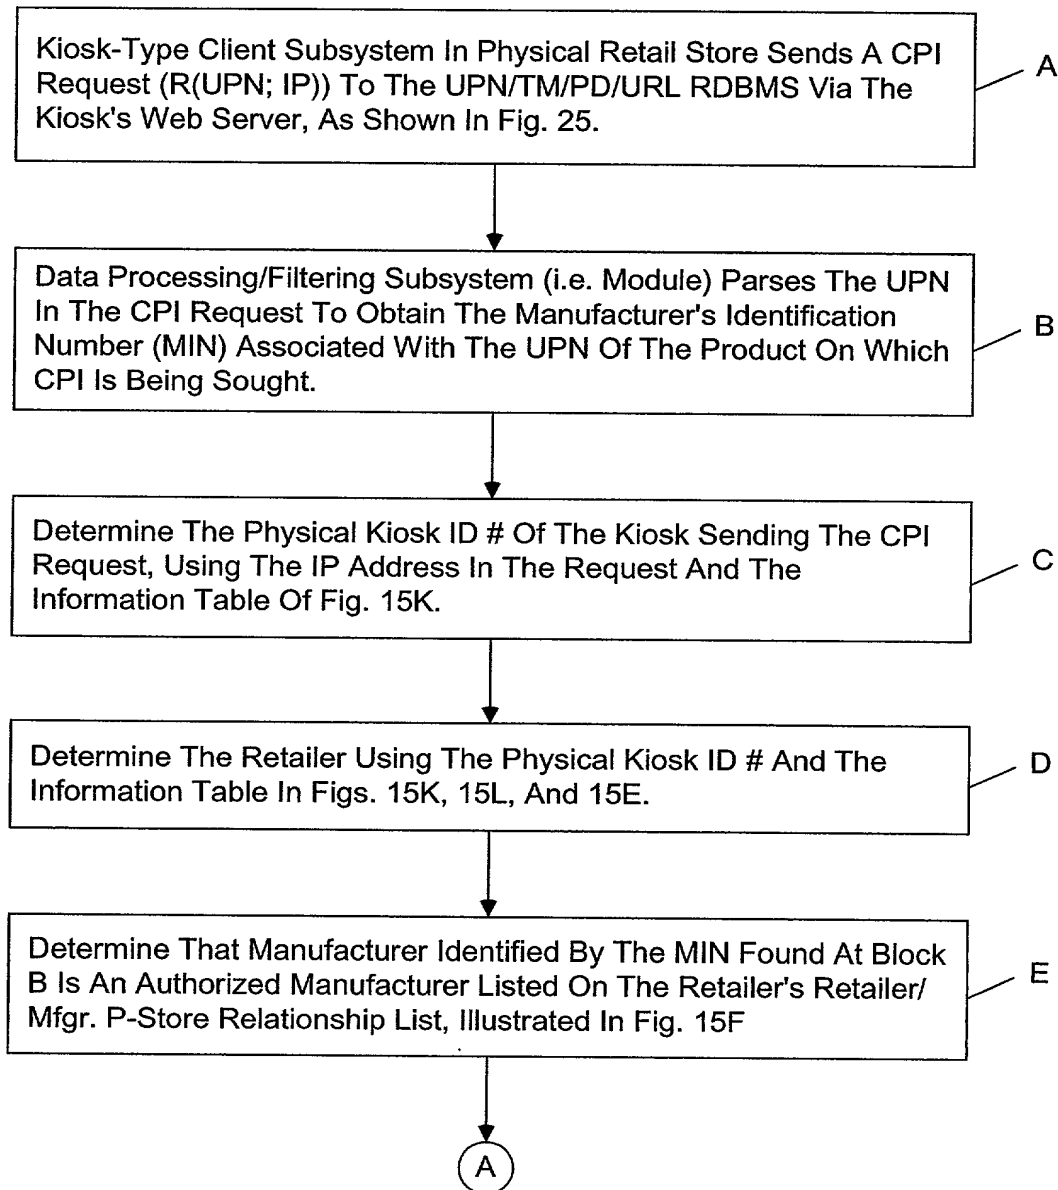 Kiosk-Type Client Subsystem In Physical Retail Store Sends A CPI
Request (R(UPN; IP)) To The UPN/TM/PD/URL RDBMS Via The
Kiosk's Web Server, As Shown In Fig. 25.
A
Data Processing/Filtering Subsystem (i.e. Module) Parses The UPN
In The CPI Request To Obtain The Manufacturer's Identification
Number (MIN) Associated With The UPN Of The Product On Which
CPI Is Being Sought.
B
Determine The Physical Kiosk ID # Of The Kiosk Sending The CPI
Request, Using The IP Address In The Request And The
Information Table Of Fig. 15K.
C
Determine The Retailer Using The Physical Kiosk ID # And The
Information Table In Figs. 15K, 15L, And 15E.
D
Determine That Manufacturer Identified By The MIN Found At Block
B Is An Authorized Manufacturer Listed On The Retailer's Retailer/
Mfgr. P-Store Relationship List, Illustrated In Fig. 15F
E
A